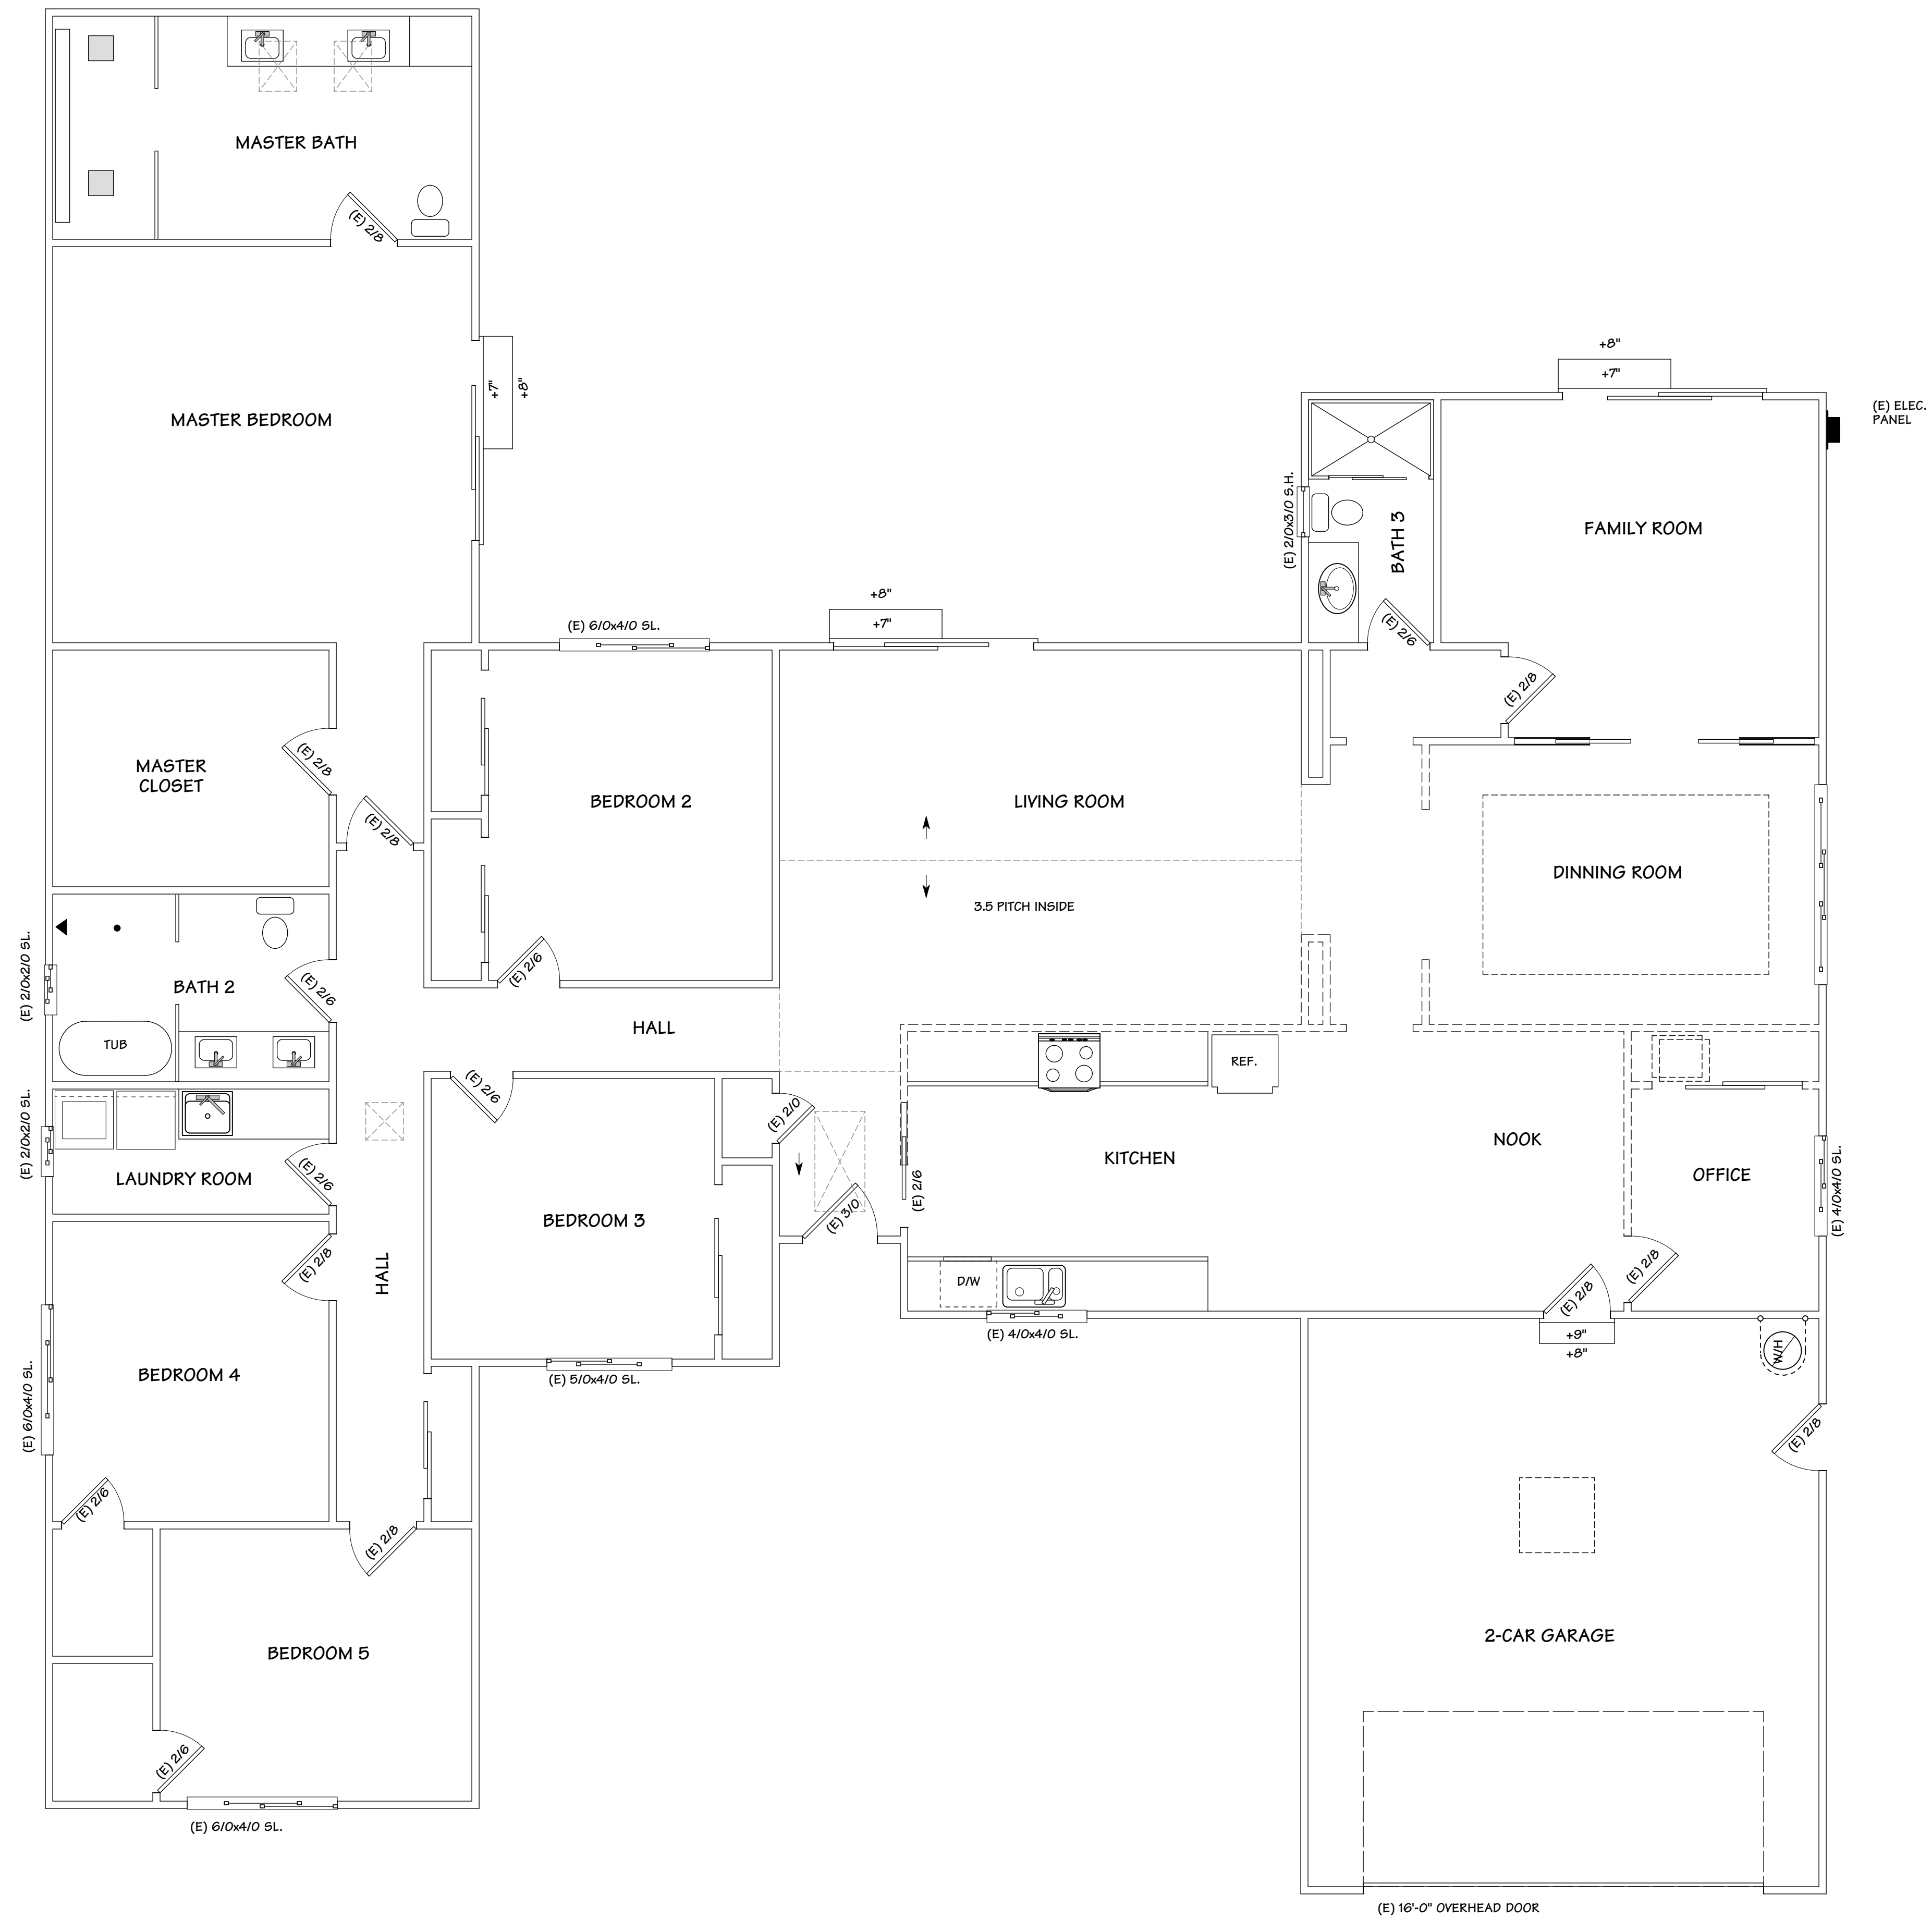 MASTER BATH
(E) 2/8
MASTER BEDROOM
+7"
+8"
+8"
+7"
(E) ELEC.
PANEL
(E) 2/0x3/0 S.H.
BATH 3
FAMILY ROOM
(E) 2/6
(E) 2/8
(E) 6/0x4/0 SL.
+8"
+7"
MASTER
CLOSET
(E) 2/8
(E) 2/8
BEDROOM 2
LIVING ROOM
3.5 PITCH INSIDE
DINNING ROOM
(E) 2/0x2/0 SL.
BATH 2
(E) 2/6
TUB
(E) 2/6
HALL
REF.
(E) 2/0x2/0 SL.
LAUNDRY ROOM
(E) 2/6
(E) 2/6
(E) 2/0
BEDROOM 3
(E) 3/0
(E) 2/6
KITCHEN
NOOK
OFFICE
(E) 4/0x4/0 SL.
(E) 2/8
HALL
D/W
(E) 2/8
(E) 2/8
(E) 4/0x4/0 SL.
+9"
+8"
W/H
(E) 6/0x4/0 SL.
BEDROOM 4
(E) 5/0x4/0 SL.
(E) 2/8
(E) 2/6
(E) 2/8
BEDROOM 5
2-CAR GARAGE
(E) 2/6
(E) 6/0x4/0 SL.
(E) 16'-0" OVERHEAD DOOR